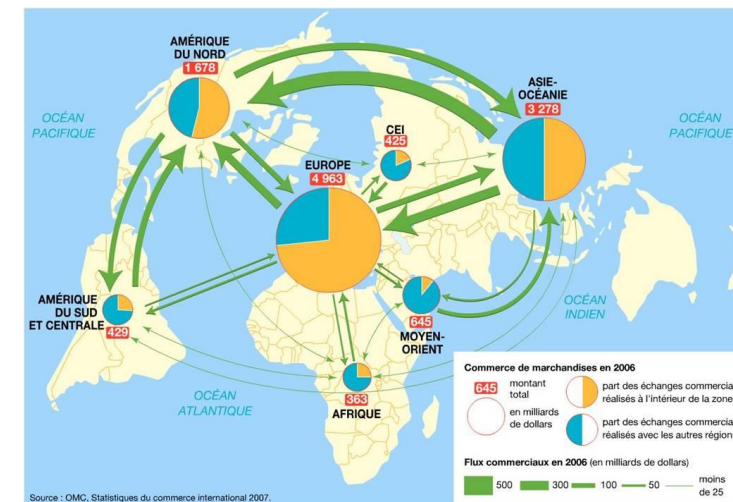 AMÉRIQUE
DU NORD
1 678
OCÉAN
PACIFIQUE
ASIE-
OCÉANIE
3 278
OCÉAN
PACIFIQUE
CEI
425
EUROPE
4 963
AMÉRIQUE
DU SUD
ET CENTRALE
429
645
MOYEN-
ORIENT
OCÉAN
INDIEN
OCÉAN
ATLANTIQUE
363
AFRIQUE
Commerce de marchandises en 2006
645 montant
total
en milliards
de dollars
part des échanges commercia
réalisés à l'intérieur de la zone
part des échanges commercia
réalisés avec les autres région
Flux commerciaux en 2006 (en milliards de dollars)
500 300 100 50 moins
de 25
Source : OMC, Statistiques du commerce international 2007.